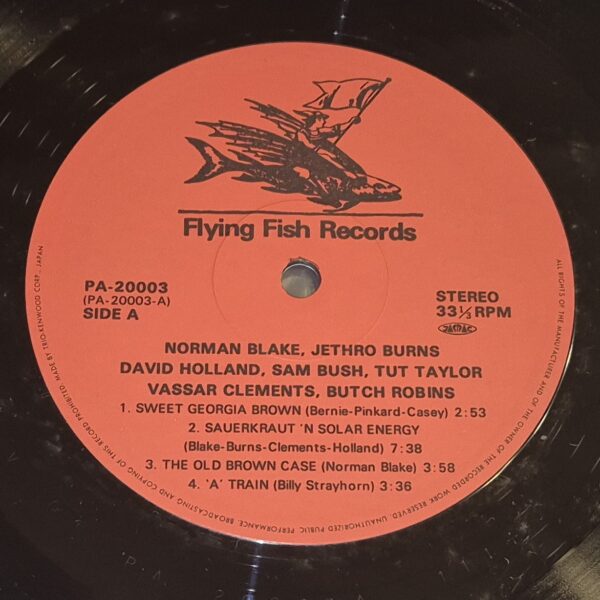 Flying Fish Records
PA-20003
(PA-20003-A)
SIDE A
STEREO
33⅓ RPM
NORMAN BLAKE, JETHRO BURNS
DAVID HOLLAND, SAM BUSH, TUT TAYLOR
VASSAR CLEMENTS, BUTCH ROBINS
1. SWEET GEORGIA BROWN (Bernie-Pinkard-Casey) 2:53
2. SAUERKRAUT 'N SOLAR ENERGY
(Blake-Burns-Clements-Holland) 7:38
3. THE OLD BROWN CASE (Norman Blake) 3:58
4. 'A' TRAIN (Billy Strayhorn) 3:36
ALL RIGHTS OF THE MANUFACTURER AND OF THE OWNER OF THE RECORDED WORK RESERVED. UNAUTHORIZED PUBLIC PERFORMANCE, BROADCASTING AND COPYING OF THIS RECORD PROHIBITED. MADE BY TRIO-KENWOOD CORP., JAPAN